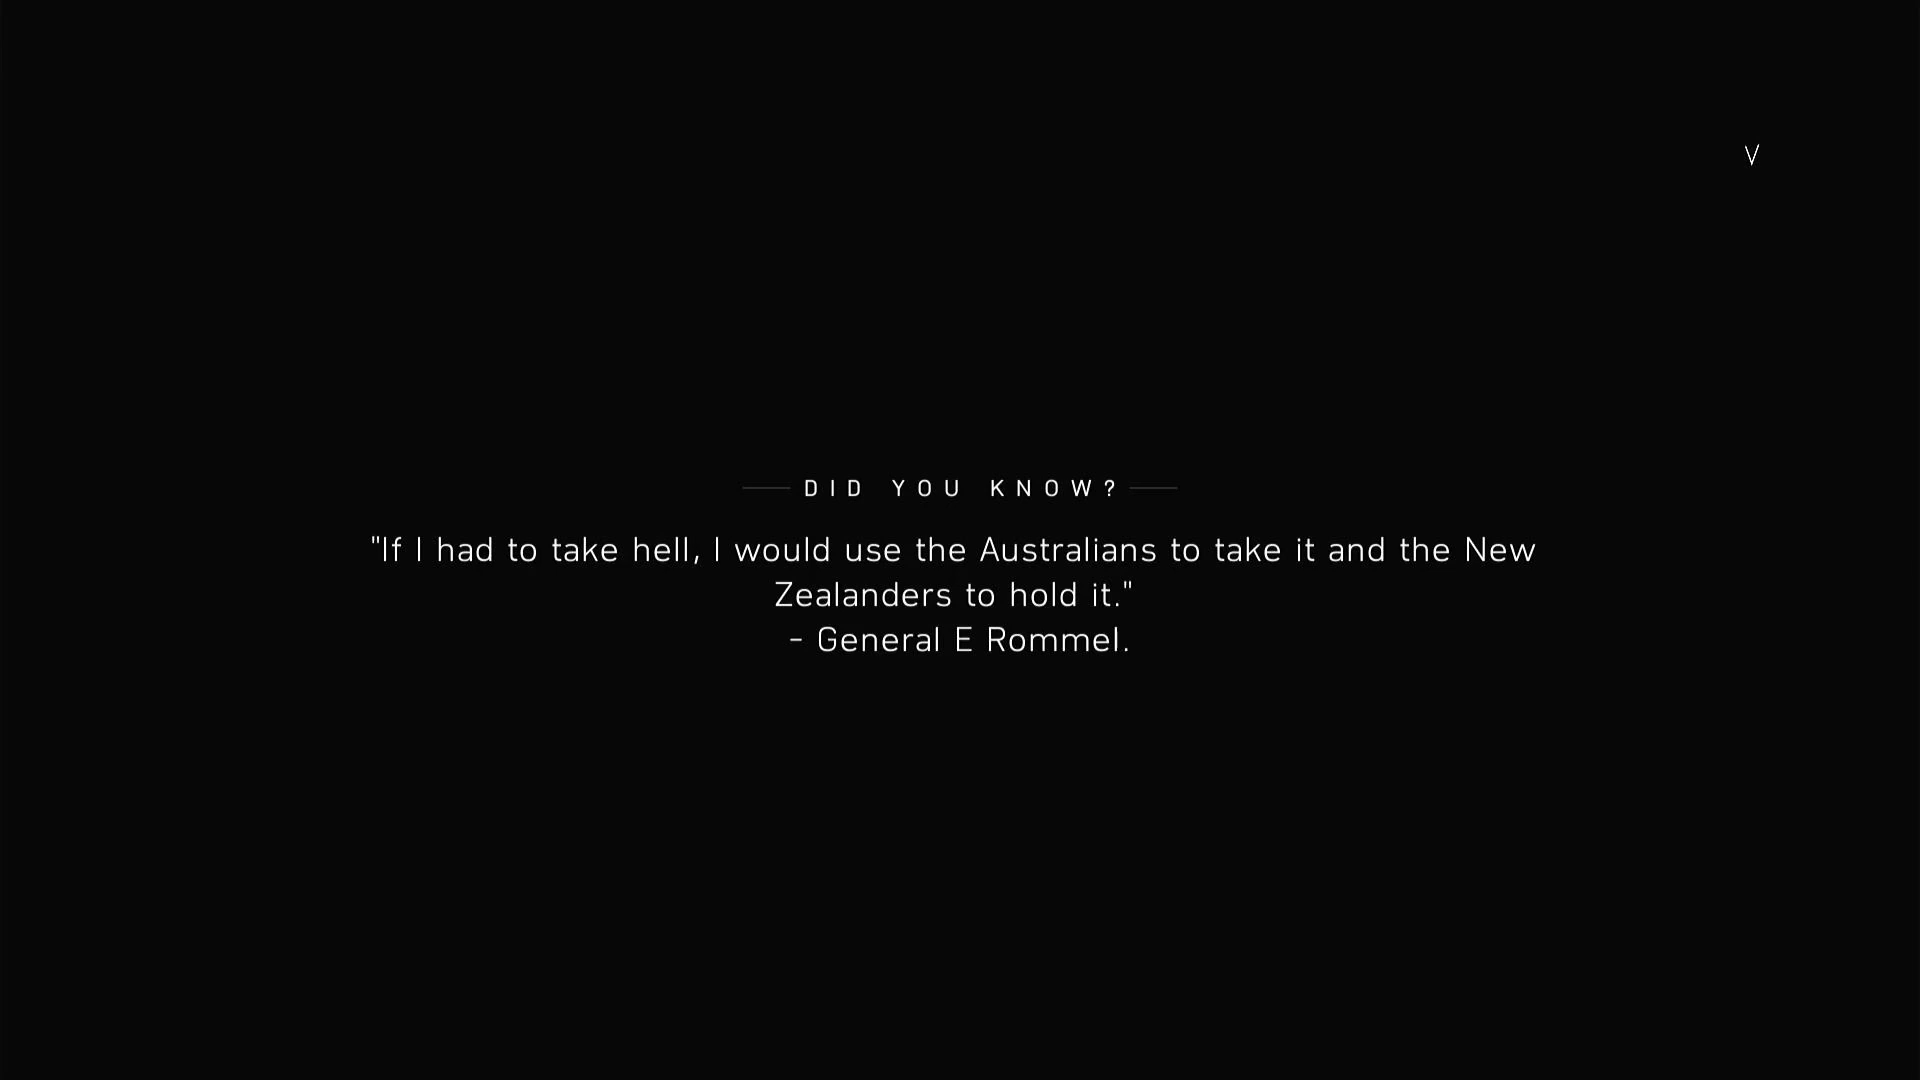 V
DID YOU KNOW?
"If I had to take hell, I would use the Australians to take it and the New
Zealanders to hold it."
- General E Rommel.